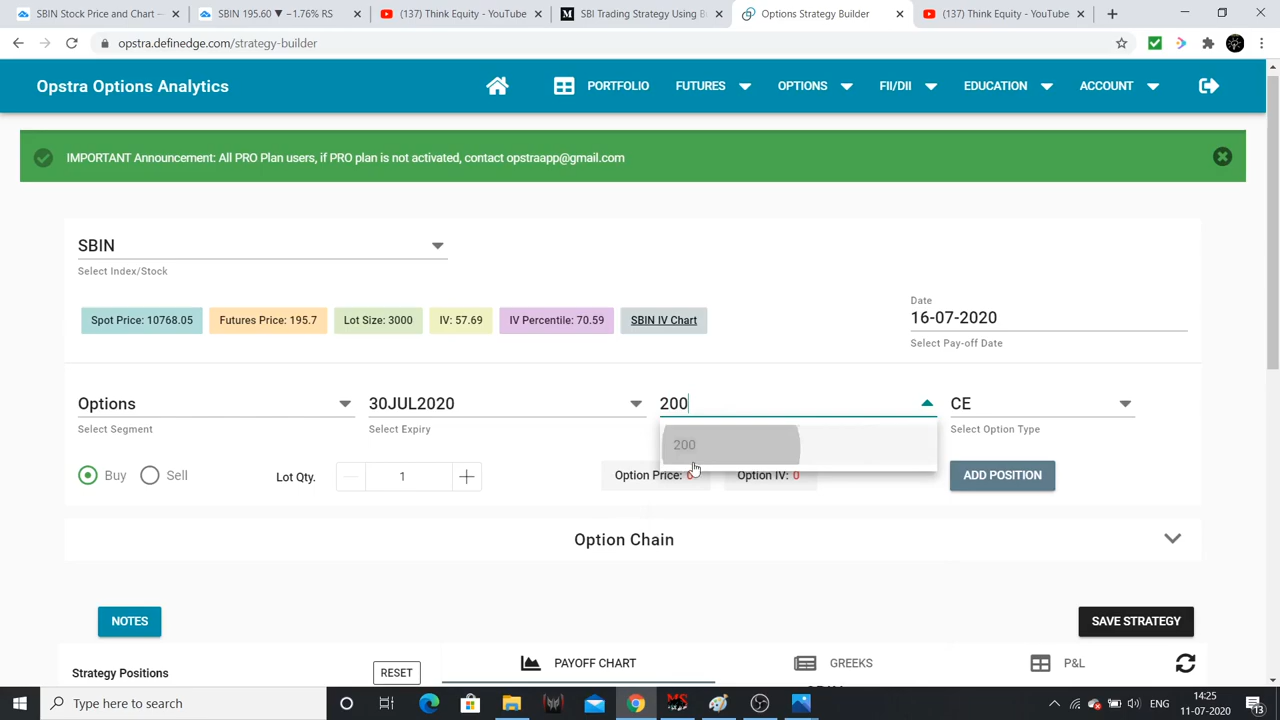 SBIN Stock Price and Chart —
SBIN 195.60 ▼ −1.76% RS
(137) Think Equity - YouTube
SBI Trading Strategy Using B
Options Strategy Builder
(137) Think Equity - YouTube
opstra.definedge.com/strategy-builder
Opstra Options Analytics
PORTFOLIO
FUTURES
OPTIONS
FII/DII
EDUCATION
ACCOUNT
IMPORTANT Announcement: All PRO Plan users, if PRO plan is not activated, contact opstraapp@gmail.com
SBIN
Select Index/Stock
Spot Price: 10768.05
Futures Price: 195.7
Lot Size: 3000
IV: 57.69
IV Percentile: 70.59
SBIN IV Chart
Date
16-07-2020
Select Pay-off Date
Options
30JUL2020
200
CE
Select Segment
Select Expiry
Select Option Type
200
Buy
Sell
Lot Qty.
1
Option Price: 0
Option IV: 0
ADD POSITION
Option Chain
NOTES
SAVE STRATEGY
Strategy Positions
RESET
PAYOFF CHART
GREEKS
P&L
Type here to search
ENG
14:25
11-07-2020
13